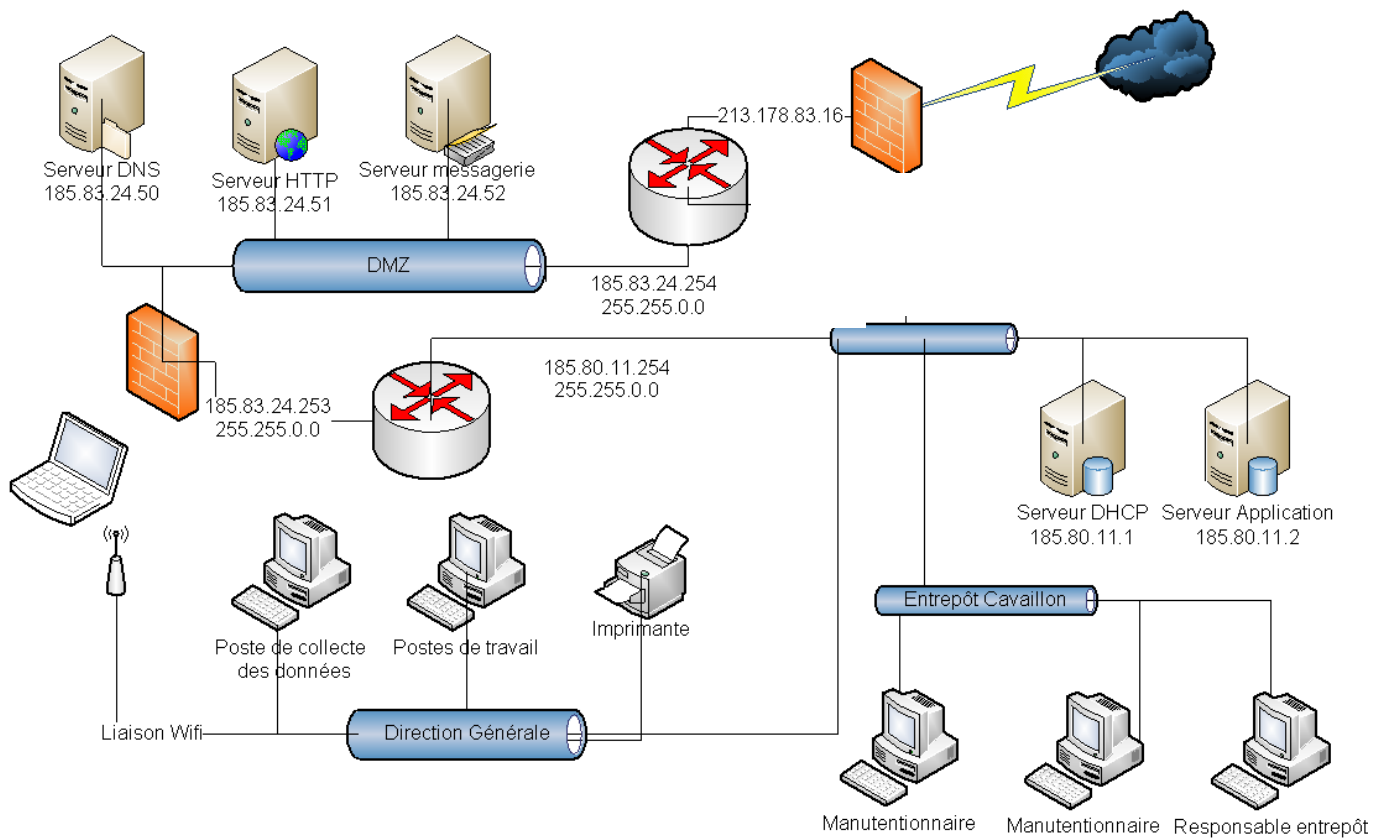 213.178.83.16
Serveur DNS
185.83.24.50
Serveur HTTP
185.83.24.51
Serveur messagerie
185.83.24.52
DMZ
185.83.24.254
255.255.0.0
185.80.11.254
255.255.0.0
185.83.24.253
255.255.0.0
Serveur DHCP
185.80.11.1
Serveur Application
185.80.11.2
Entrepôt Cavaillon
Poste de collecte
des données
Postes de travail
Imprimante
Liaison Wifi
Direction Générale
Manutentionnaire
Manutentionnaire
Responsable entrepôt